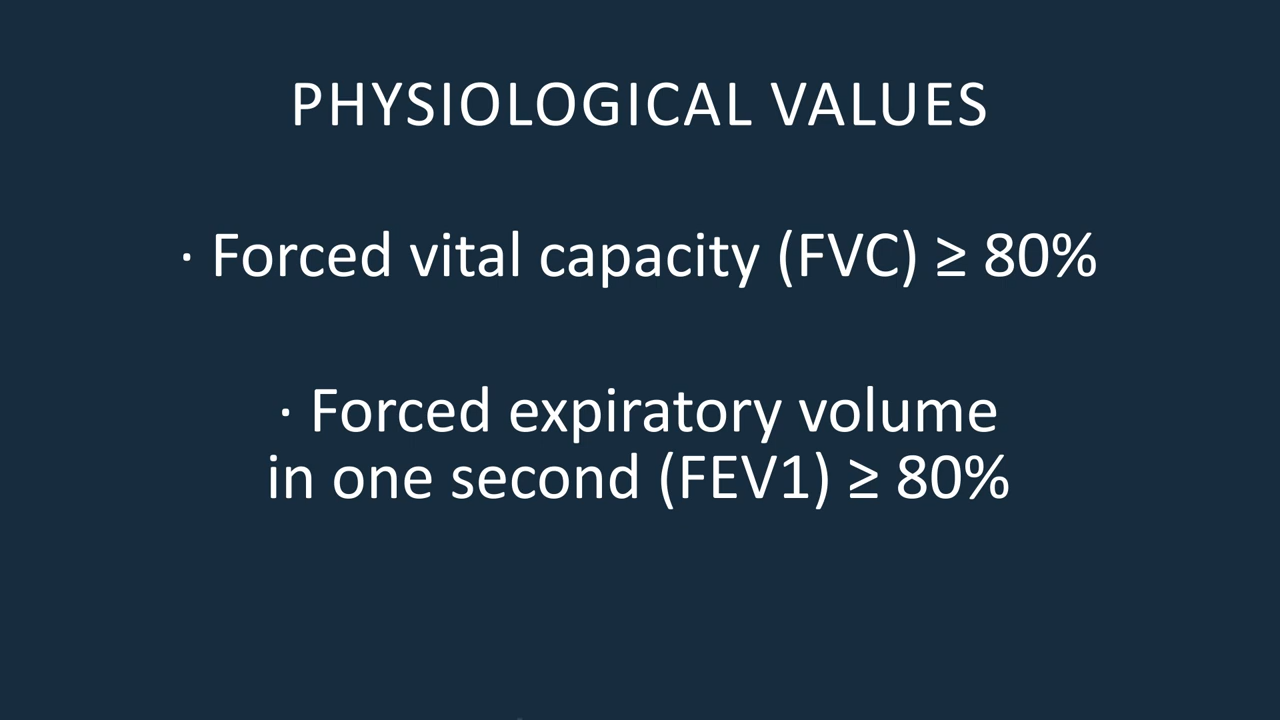 PHYSIOLOGICAL VALUES
· Forced vital capacity (FVC) ≥ 80%
· Forced expiratory volume
in one second (FEV1) ≥ 80%